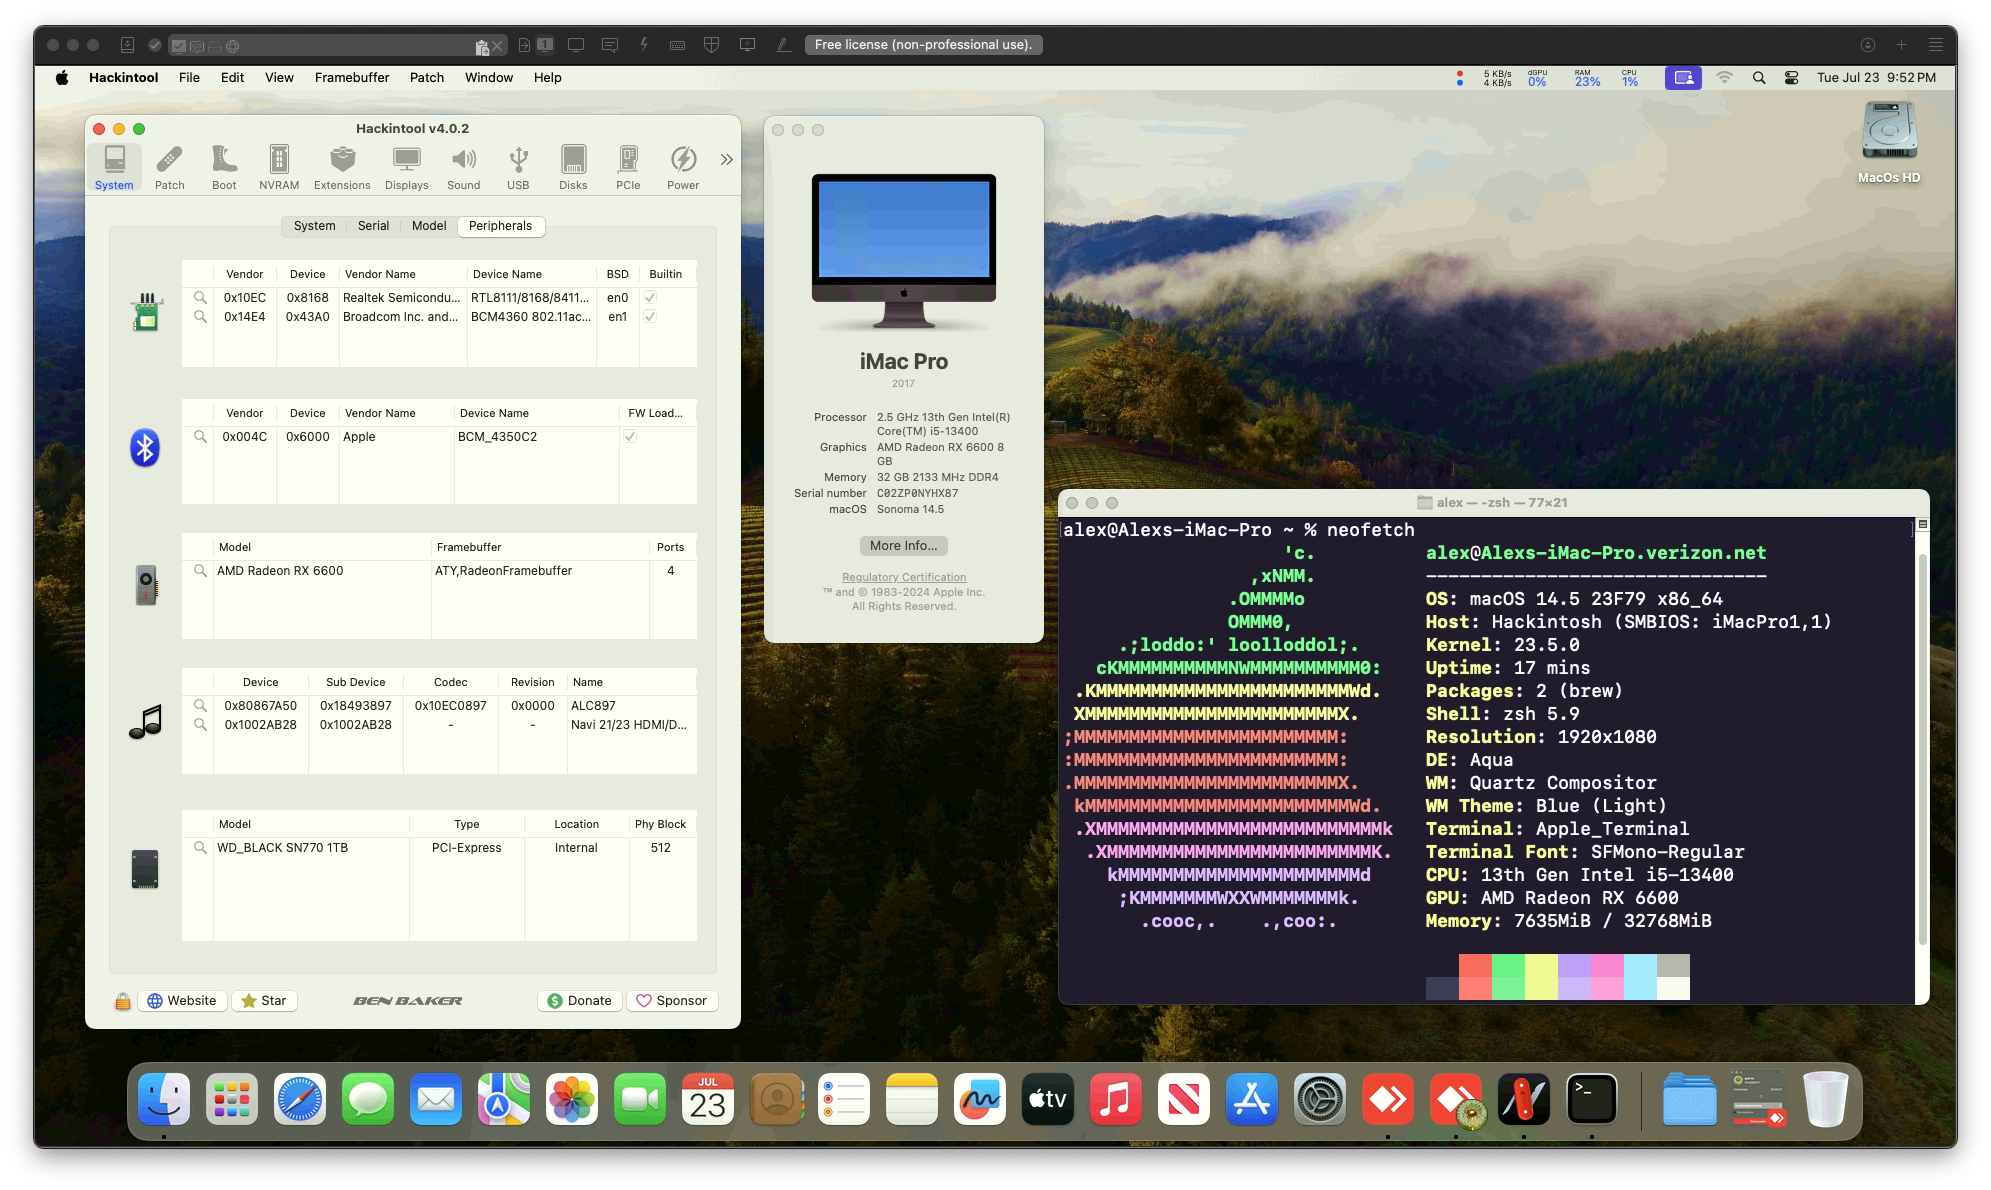 1
Free license (non-professional use).
Hackintool File Edit View Framebuffer Patch Window Help
5 KB/s
4 KB/s
dGPU
0%
RAM
23%
CPU
1%
Tue Jul 23 9:52 PM
MacOs HD
Hackintool v4.0.2
System Patch Boot NVRAM Extensions Displays Sound USB Disks PCIe Power
System Serial Model Peripherals
Vendor Device Vendor Name Device Name BSD Builtin
0x10EC 0x8168 Realtek Semicondu... RTL8111/8168/8411... en0
0x14E4 0x43A0 Broadcom Inc. and... BCM4360 802.11ac... en1
Vendor Device Vendor Name Device Name FW Load...
0x004C 0x6000 Apple BCM_4350C2
Model Framebuffer Ports
AMD Radeon RX 6600 ATY,RadeonFramebuffer 4
Device Sub Device Codec Revision Name
0x80867A50 0x18493897 0x10EC0897 0x0000 ALC897
0x1002AB28 0x1002AB28 - - Navi 21/23 HDMI/D...
Model Type Location Phy Block
WD_BLACK SN770 1TB PCI-Express Internal 512
Website Star BEN BAKER Donate Sponsor
iMac Pro
2017
Processor 2.5 GHz 13th Gen Intel(R)
Core(TM) i5-13400
Graphics AMD Radeon RX 6600 8
GB
Memory 32 GB 2133 MHz DDR4
Serial number C02ZP0NYHX87
macOS Sonoma 14.5
More Info...
Regulatory Certification
™ and © 1983-2024 Apple Inc.
All Rights Reserved.
alex — -zsh — 77×21
alex@Alexs-iMac-Pro ~ % neofetch
'c. alex@Alexs-iMac-Pro.verizon.net
,xNMM. -------------------------------
.OMMMMo OS: macOS 14.5 23F79 x86_64
OMMM0, Host: Hackintosh (SMBIOS: iMacPro1,1)
.;loddo:' loolloddol;. Kernel: 23.5.0
cKMMMMMMMMMMNWMMMMMMMMMM0: Uptime: 17 mins
.KMMMMMMMMMMMMMMMMMMMMMMMWd. Packages: 2 (brew)
XMMMMMMMMMMMMMMMMMMMMMMMX. Shell: zsh 5.9
;MMMMMMMMMMMMMMMMMMMMMMMM: Resolution: 1920x1080
:MMMMMMMMMMMMMMMMMMMMMMMM: DE: Aqua
.MMMMMMMMMMMMMMMMMMMMMMMMX. WM: Quartz Compositor
kMMMMMMMMMMMMMMMMMMMMMMMMWd. WM Theme: Blue (Light)
.XMMMMMMMMMMMMMMMMMMMMMMMMMMk Terminal: Apple_Terminal
.XMMMMMMMMMMMMMMMMMMMMMMMMK. Terminal Font: SFMono-Regular
kMMMMMMMMMMMMMMMMMMMMMMd CPU: 13th Gen Intel i5-13400
;KMMMMMMMWXXWMMMMMMMk. GPU: AMD Radeon RX 6600
.cooc,. .,coo:. Memory: 7635MiB / 32768MiB
JUL
23
tv
>_